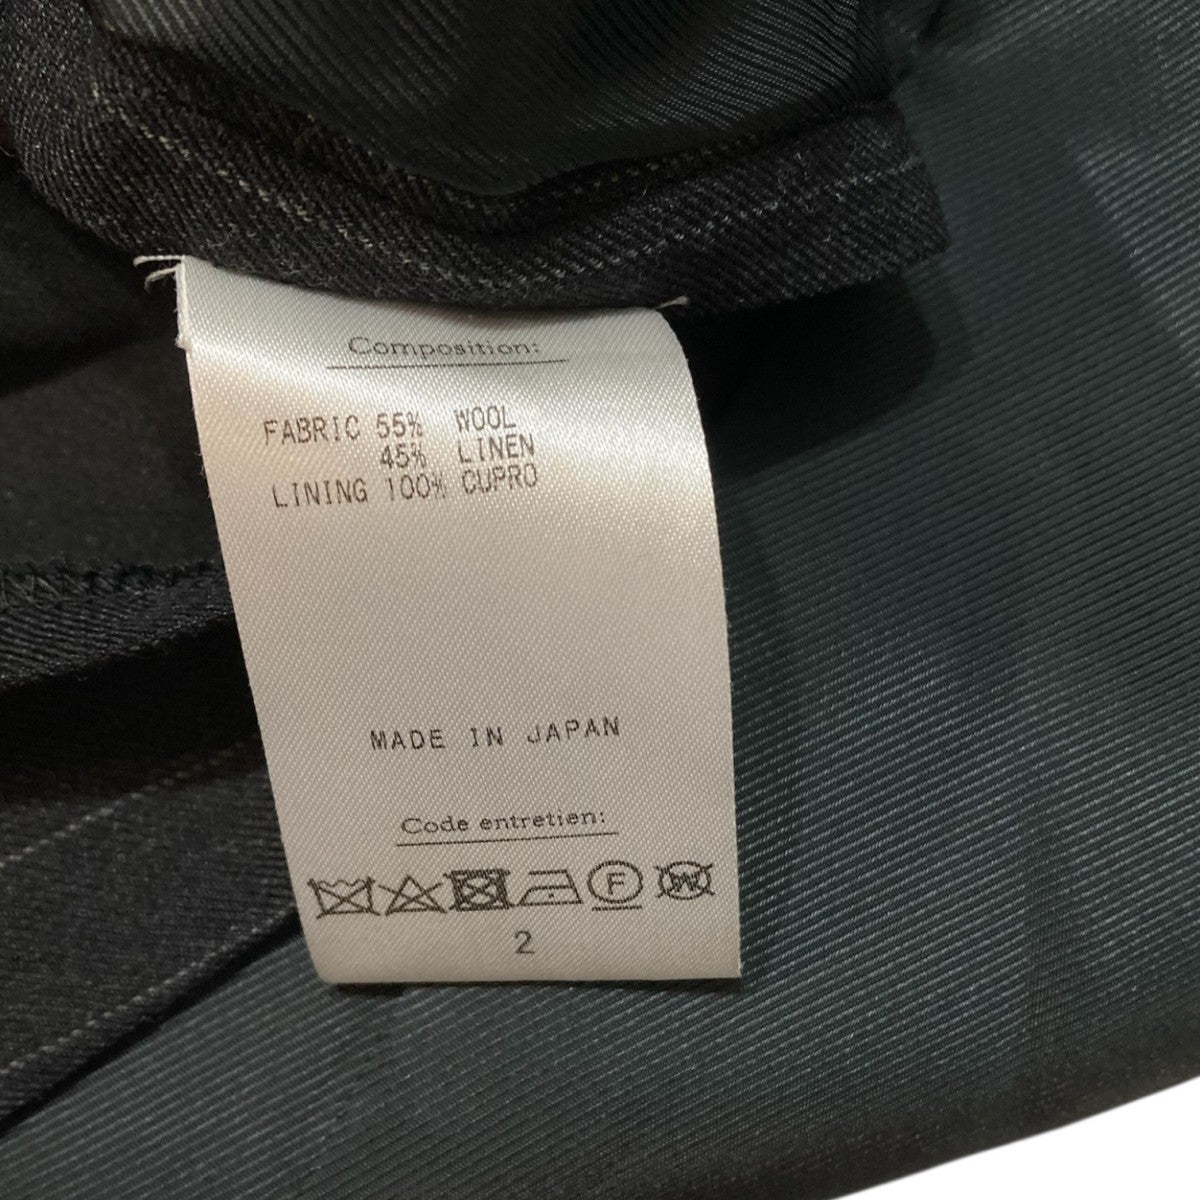 Composition:
FABRIC 55% WOOL
45% LINEN
LINING 100% CUPRO
MADE IN JAPAN
Code entretien:
F W
2